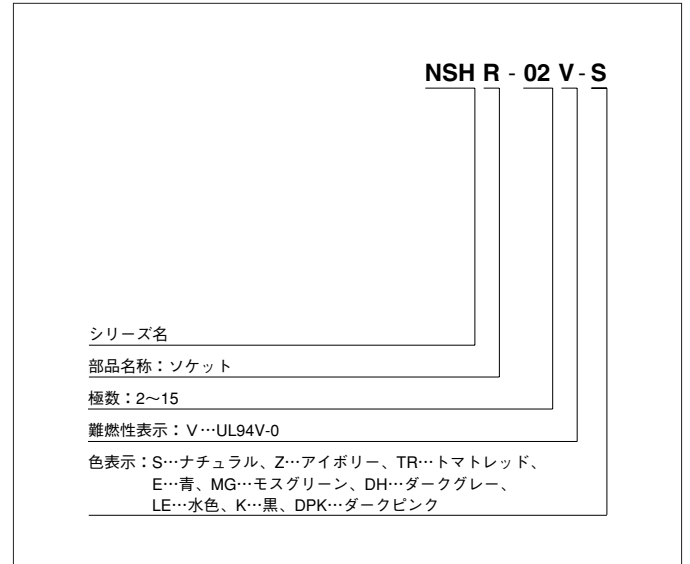 NSH R - 02 V - S
シリーズ名
部品名称：ソケット
極数：2〜15
難燃性表示：V…UL94V-0
色表示：S…ナチュラル、Z…アイボリー、TR…トマトレッド、
E…青、MG…モスグリーン、DH…ダークグレー、
LE…水色、K…黒、DPK…ダークピンク